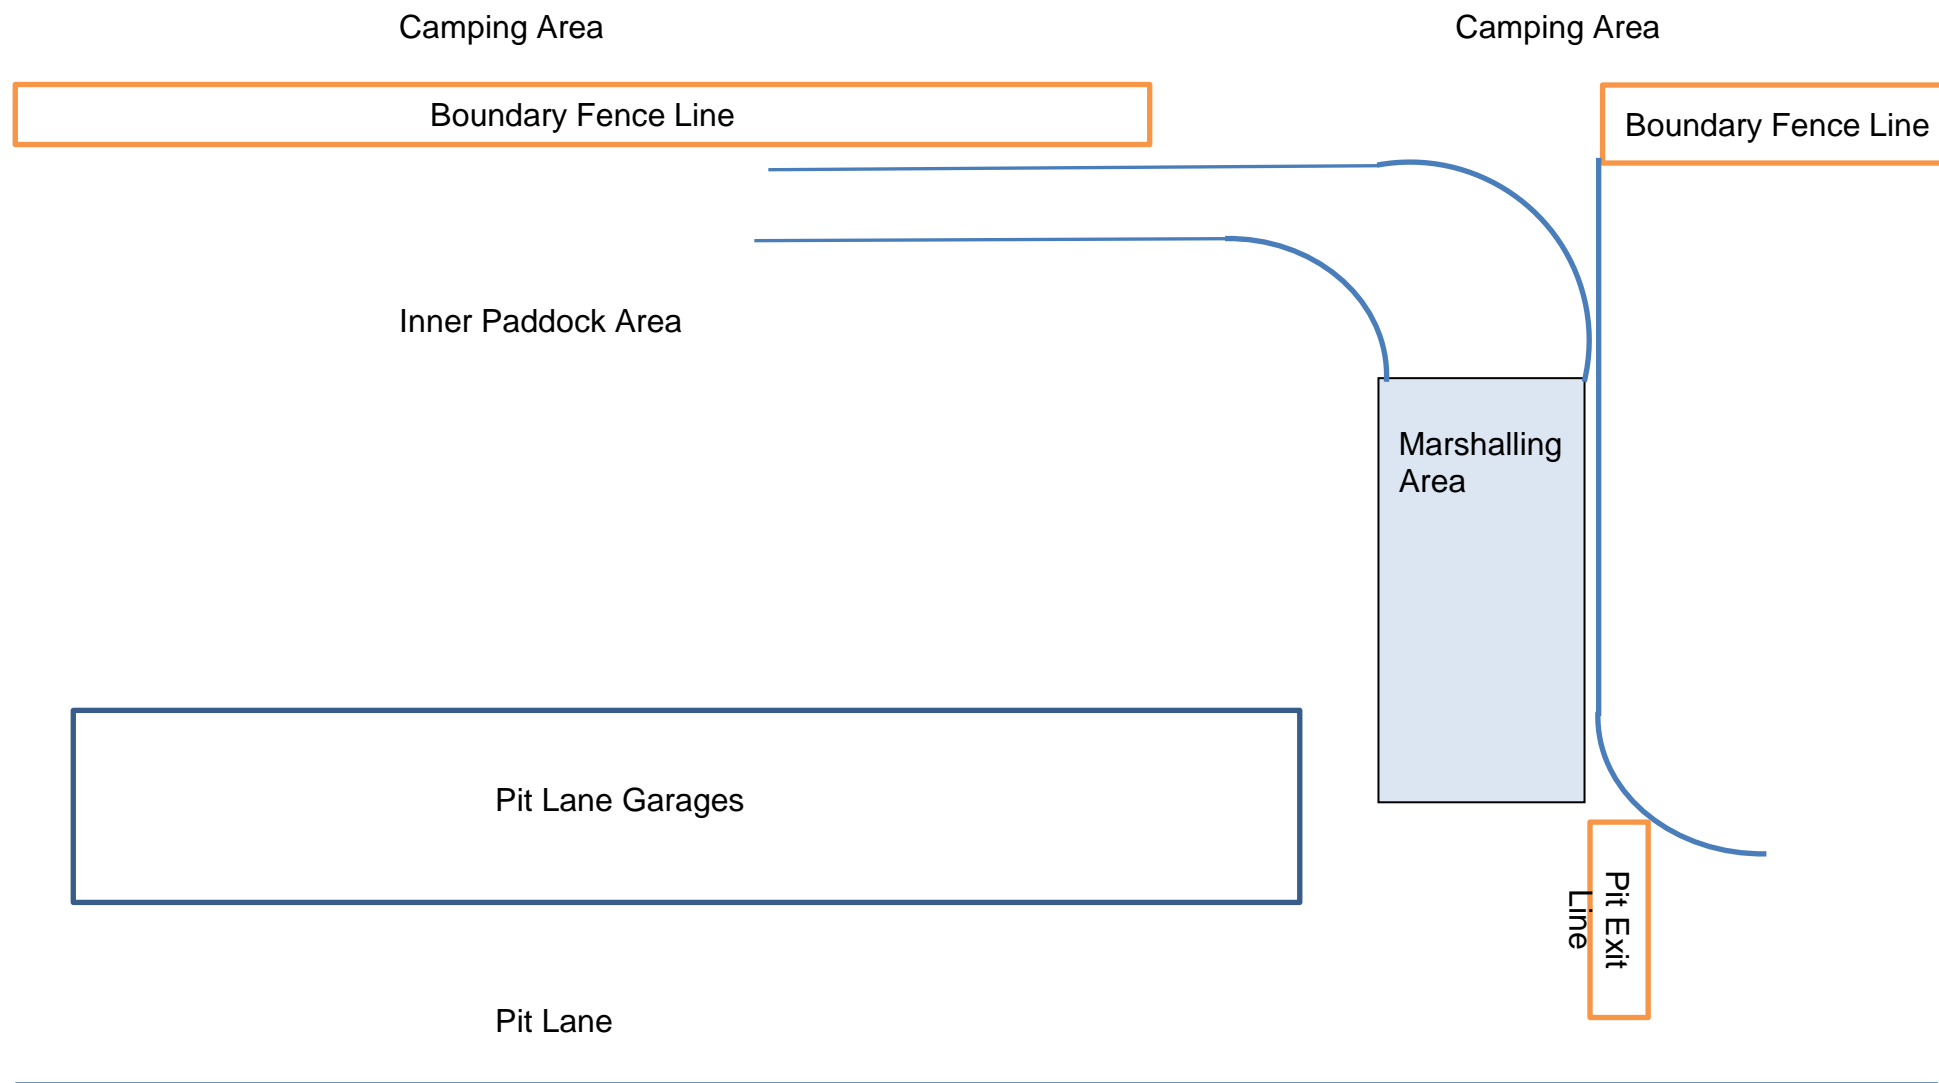 Camping Area
Camping Area
Boundary Fence Line
Boundary Fence Line
Inner Paddock Area
Marshalling
Area
Pit Lane Garages
Pit Exit
Line
Pit Lane